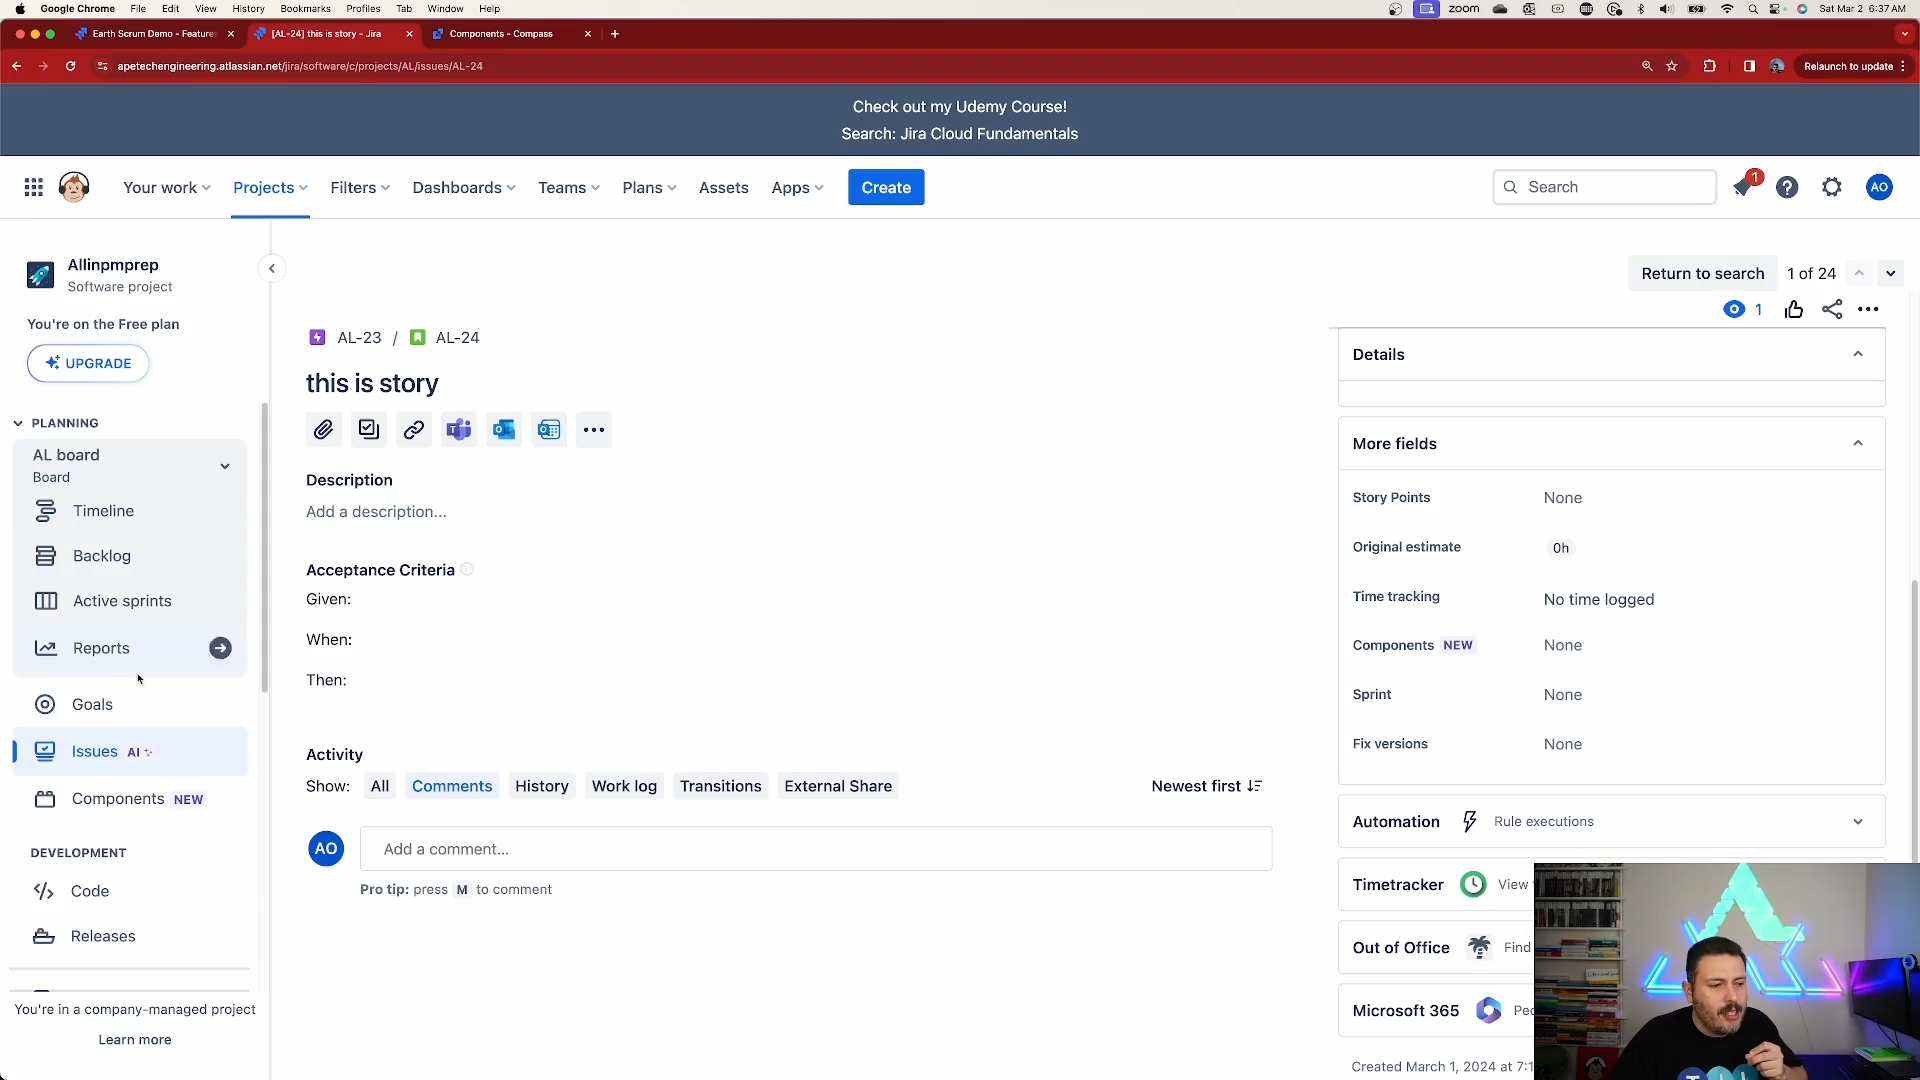 Google Chrome File Edit View History Bookmarks Profiles Tab Window Help
zoom
Sat Mar 2 6:37 AM
Earth Scrum Demo - Feature
[AL-24] this is story - Jira
Components - Compass
apetechengineering.atlassian.net/jira/software/c/projects/AL/issues/AL-24
Relaunch to update
Check out my Udemy Course!
Search: Jira Cloud Fundamentals
Your work
Projects
Filters
Dashboards
Teams
Plans
Assets
Apps
Create
Search
1
AO
Allinpmprep
Software project
You're on the Free plan
UPGRADE
PLANNING
AL board
Board
Timeline
Backlog
Active sprints
Reports
Goals
Issues AI
Components NEW
DEVELOPMENT
Code
Releases
You're in a company-managed project
Learn more
Return to search
1 of 24
1
AL-23 / AL-24
this is story
Description
Add a description...
Acceptance Criteria
Given:
When:
Then:
Activity
Show: All Comments History Work log Transitions External Share
Newest first
AO
Add a comment...
Pro tip: press M to comment
Details
More fields
Story Points None
Original estimate 0h
Time tracking No time logged
Components NEW None
Sprint None
Fix versions None
Automation Rule executions
Timetracker View
Out of Office Find
Microsoft 365
Created March 1, 2024 at 7:1